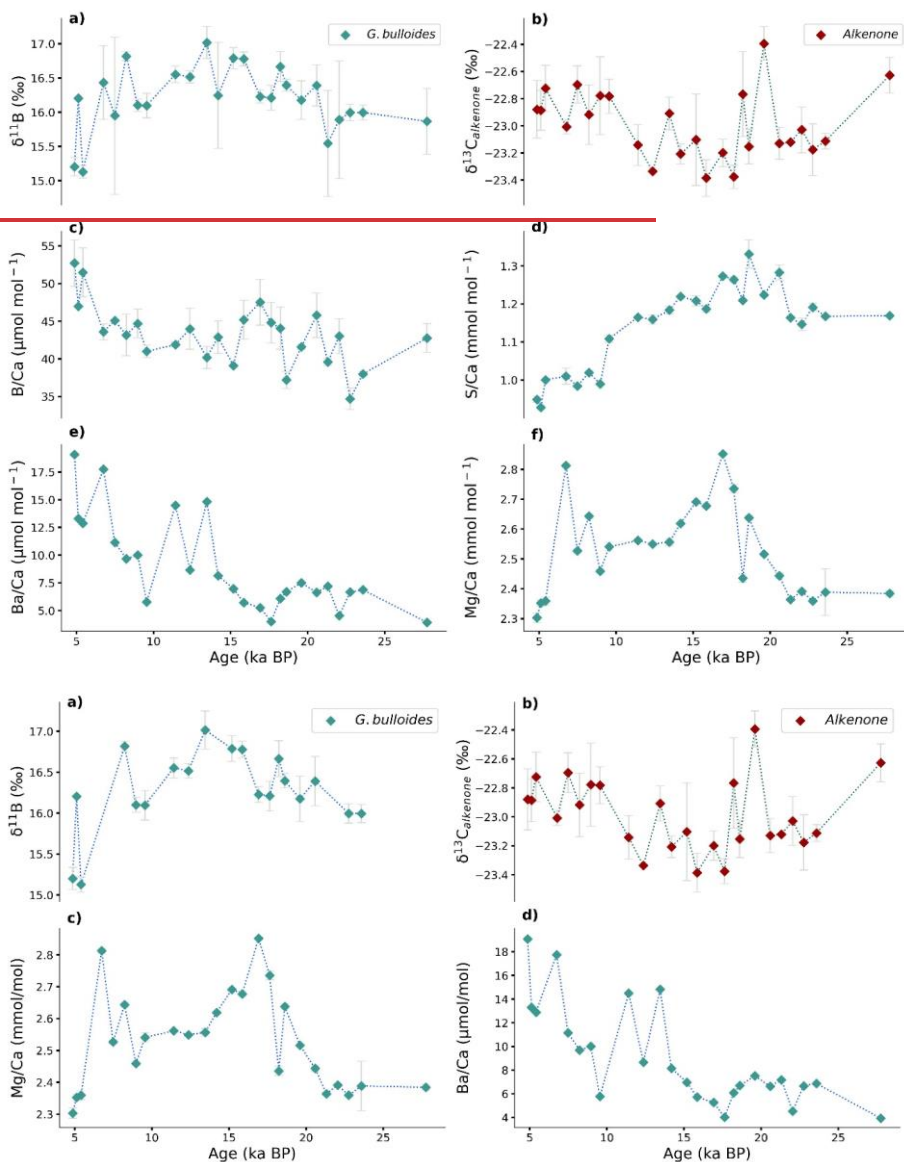 a)
G. bulloides
δ¹¹B (‰)
17.0
16.5
16.0
15.5
15.0
b)
Alkenone
δ¹³Calkenone (‰)
−22.4
−22.6
−22.8
−23.0
−23.2
−23.4
c)
B/Ca (μmol mol⁻¹)
55
50
45
40
35
d)
S/Ca (mmol mol⁻¹)
1.3
1.2
1.1
1.0
e)
Ba/Ca (μmol mol⁻¹)
17.5
15.0
12.5
10.0
7.5
5.0
5 10 15 20 25
Age (ka BP)
f)
Mg/Ca (mmol mol⁻¹)
2.8
2.7
2.6
2.5
2.4
2.3
5 10 15 20 25
Age (ka BP)
a)
G. bulloides
δ¹¹B (‰)
17.0
16.5
16.0
15.5
15.0
b)
Alkenone
δ¹³Calkenone (‰)
−22.4
−22.6
−22.8
−23.0
−23.2
−23.4
c)
Mg/Ca (mmol/mol)
2.8
2.7
2.6
2.5
2.4
2.3
5 10 15 20 25
Age (ka BP)
d)
Ba/Ca (μmol/mol)
18
16
14
12
10
8
6
4
5 10 15 20 25
Age (ka BP)